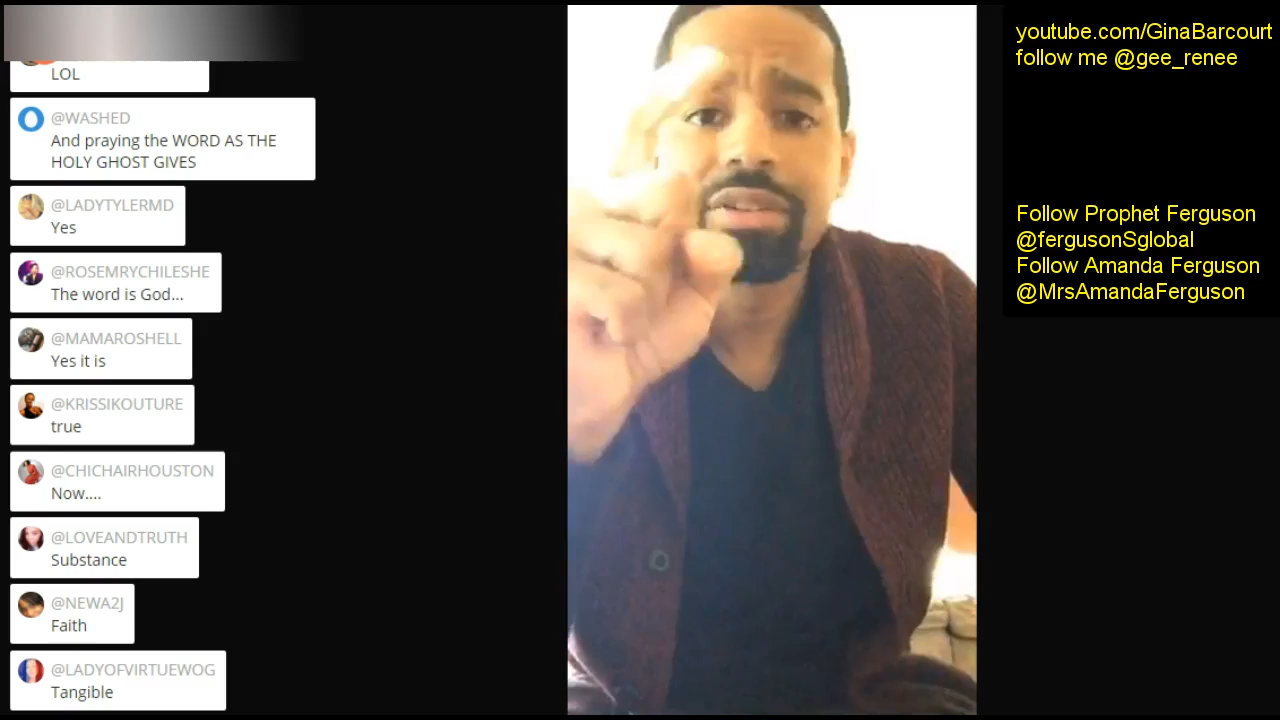 LOL
@WASHED
And praying the WORD AS THE
HOLY GHOST GIVES
@LADYTYLERMD
Yes
@ROSEMRYCHILESHE
The word is God...
@MAMAROSHELL
Yes it is
@KRISSIKOUTURE
true
@CHICHAIRHOUSTON
Now....
@LOVEANDTRUTH
Substance
@NEWA2J
Faith
@LADYOFVIRTUEWOG
Tangible
youtube.com/GinaBarcourt
follow me @gee_renee
Follow Prophet Ferguson
@fergusonSglobal
Follow Amanda Ferguson
@MrsAmandaFerguson